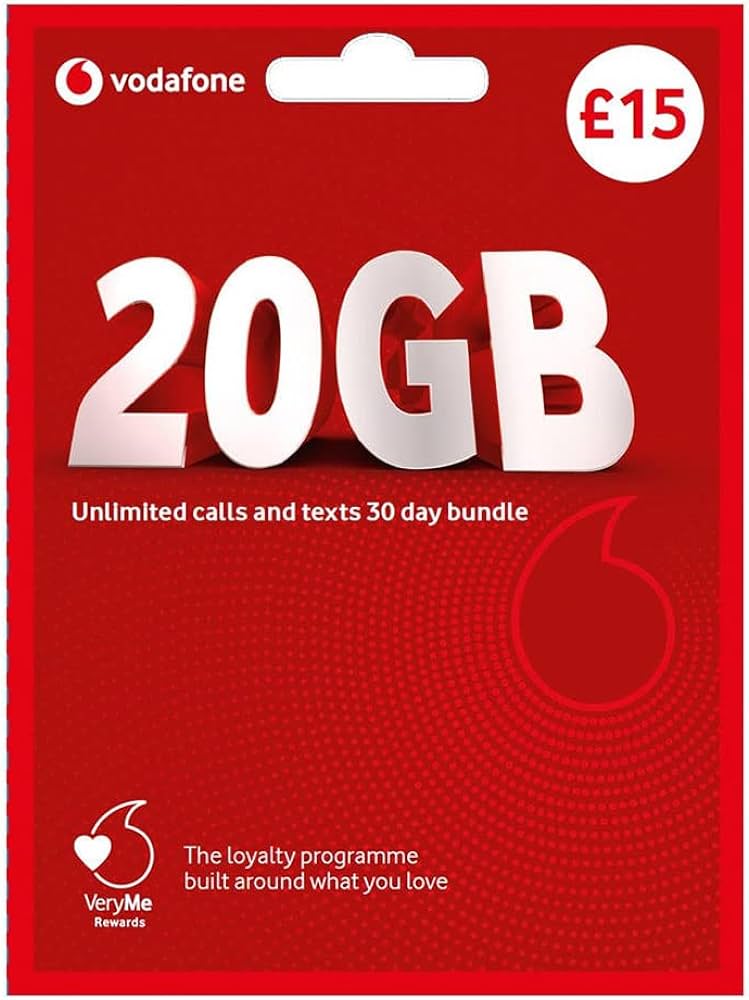 vodafone
£15
20GB
Unlimited calls and texts 30 day bundle
The loyalty programme
built around what you love
VeryMe
Rewards